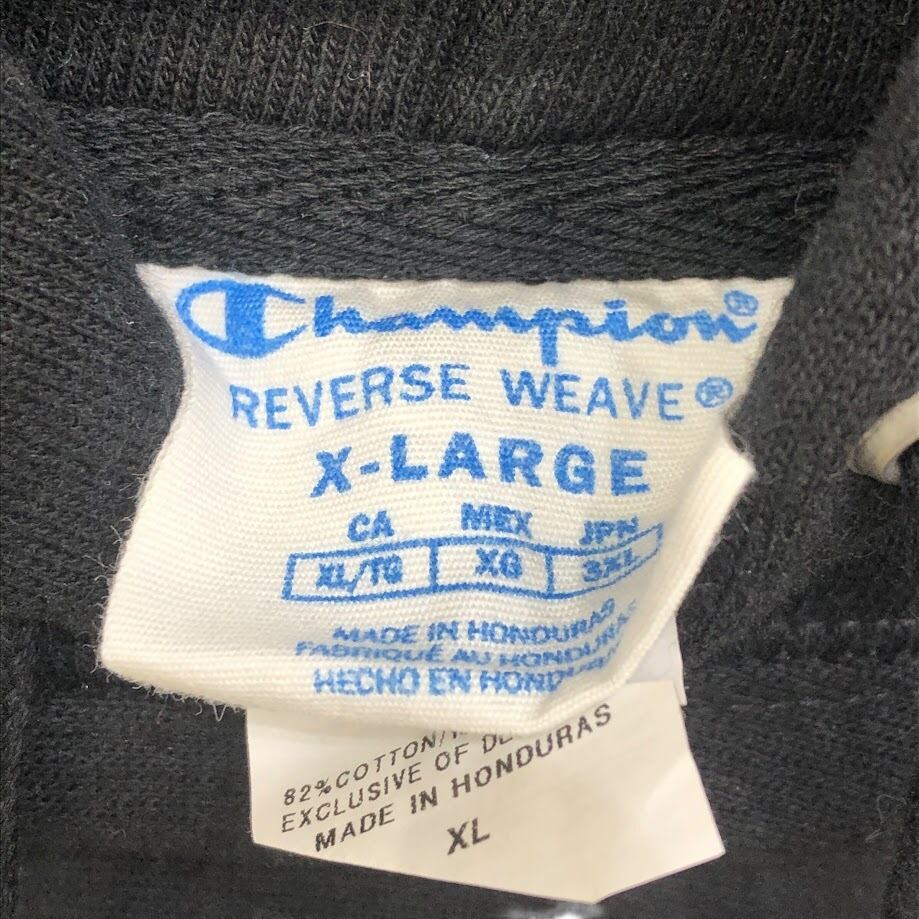 Champion®
REVERSE WEAVE®
X-LARGE
CA MEX JPN
XL/TG XG 3XL
MADE IN HONDURAS
FABRIQUÉ AU HONDURAS
HECHO EN HONDURAS
82%COTTON/
EXCLUSIVE OF
MADE IN HONDURAS
XL